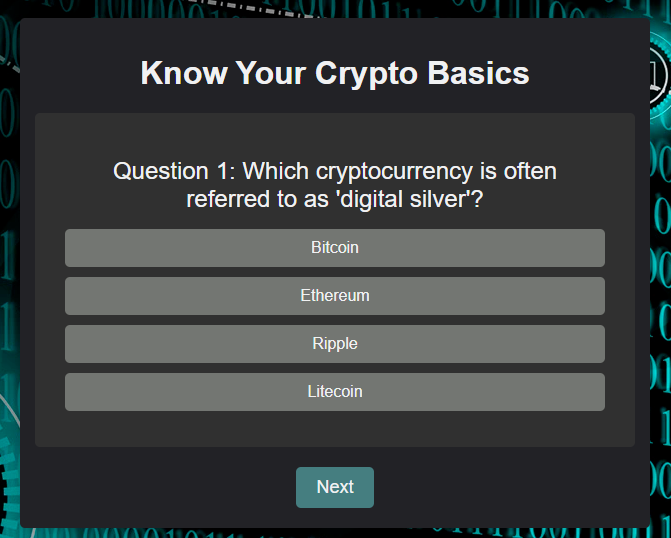 Know Your Crypto Basics
Question 1: Which cryptocurrency is often
referred to as 'digital silver'?
Bitcoin
Ethereum
Ripple
Litecoin
Next